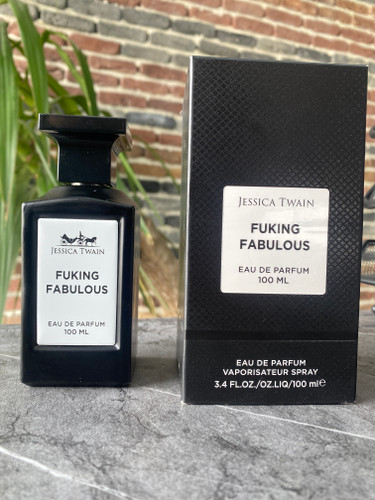 JESSICA TWAIN
FUKING
FABULOUS
EAU DE PARFUM
100 ML
JESSICA TWAIN
FUKING
FABULOUS
EAU DE PARFUM
100 ML
EAU DE PARFUM
VAPORISATEUR SPRAY
3.4 FL.OZ./OZ.LIQ/100 ml℮